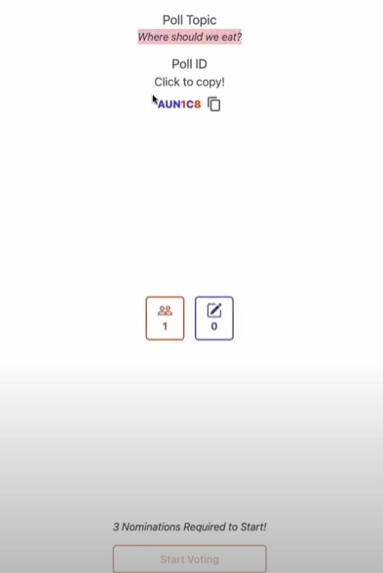 Poll Topic
Where should we eat?
Poll ID
Click to copy!
AUN1C8
1
0
3 Nominations Required to Start!
Start Voting